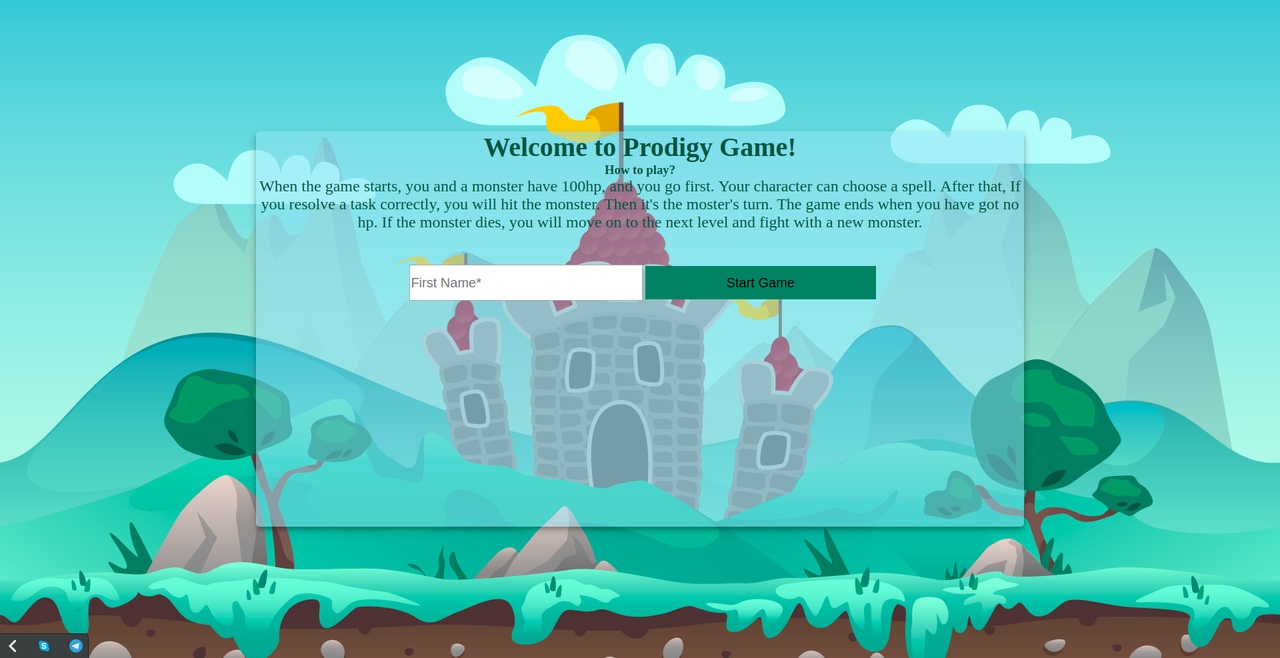 Welcome to Prodigy Game!
How to play?
When the game starts, you and a monster have 100hp, and you go first. Your character can choose a spell. After that, If
you resolve a task correctly, you will hit the monster. Then it's the moster's turn. The game ends when you have got no
hp. If the monster dies, you will move on to the next level and fight with a new monster.
First Name* Start Game